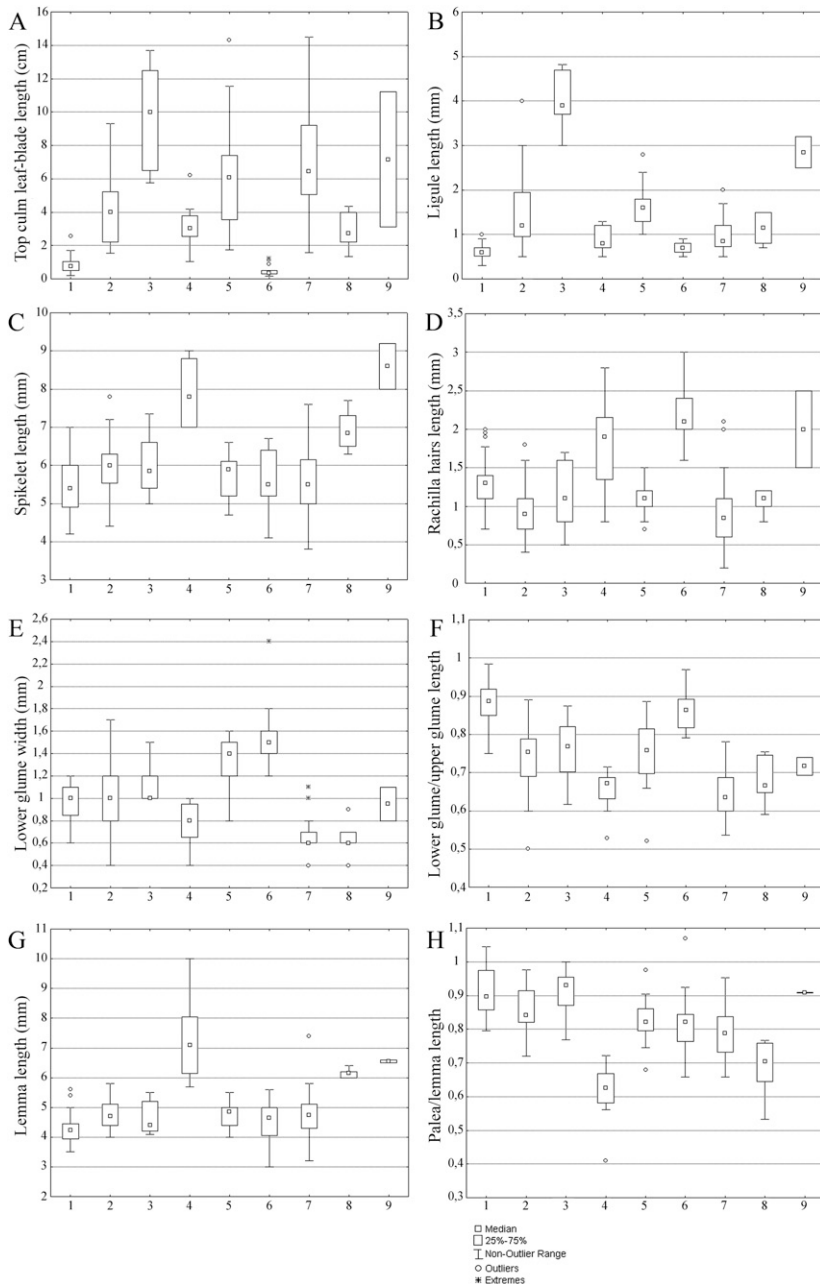 A
Top culm leaf-blade length (cm)
16
14
12
10
8
6
4
2
0
1 2 3 4 5 6 7 8 9
B
Ligule length (mm)
6
5
4
3
2
1
0
1 2 3 4 5 6 7 8 9
C
Spikelet length (mm)
10
9
8
7
6
5
4
3
1 2 3 4 5 6 7 8 9
D
Rachilla hairs length (mm)
3,5
3
2,5
2
1,5
1
0,5
0
1 2 3 4 5 6 7 8 9
E
Lower glume width (mm)
2,6
2,4
2,2
2
1,8
1,6
1,4
1,2
1
0,8
0,6
0,4
0,2
1 2 3 4 5 6 7 8 9
F
Lower glume/upper glume length
1,1
1
0,9
0,8
0,7
0,6
0,5
0,4
1 2 3 4 5 6 7 8 9
G
Lemma length (mm)
11
10
9
8
7
6
5
4
3
2
1 2 3 4 5 6 7 8 9
H
Palea/lemma length
1,1
1
0,9
0,8
0,7
0,6
0,5
0,4
0,3
1 2 3 4 5 6 7 8 9
Median
25%-75%
Non-Outlier Range
Outliers
Extremes